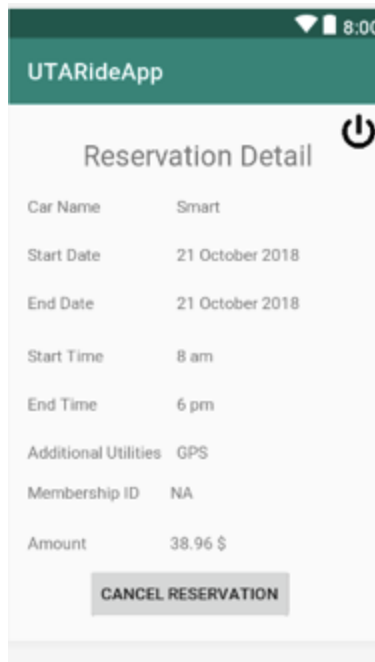 8:00
UTARideApp
Reservation Detail
Car Name Smart
Start Date 21 October 2018
End Date 21 October 2018
Start Time 8 am
End Time 6 pm
Additional Utilities GPS
Membership ID NA
Amount 38.96 $
CANCEL RESERVATION